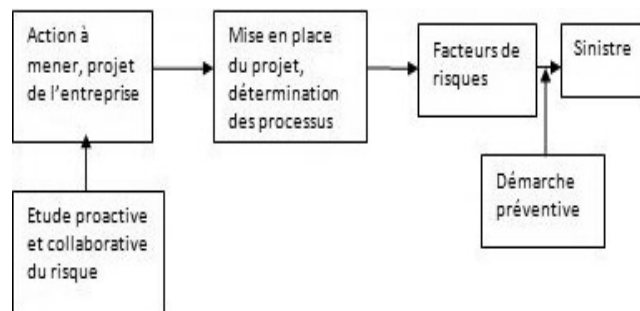 Action à
mener, projet
de l'entreprise
Mise en place
du projet,
détermination
des processus
Facteurs de
risques
Sinistre
Etude proactive
et collaborative
du risque
Démarche
préventive